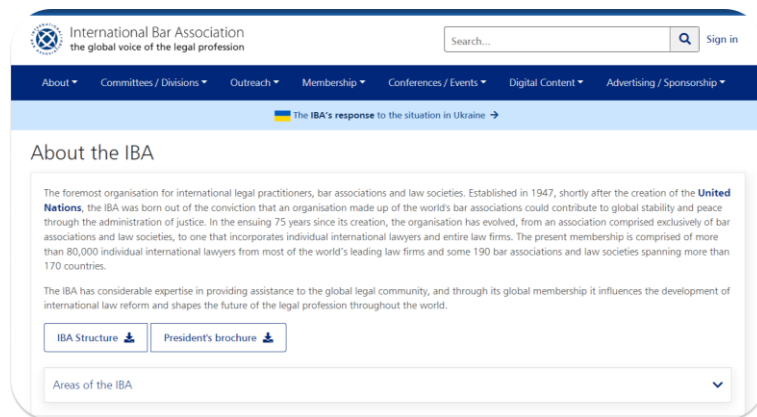 International Bar Association
the global voice of the legal profession
Search...
Sign in
About
Committees / Divisions
Outreach
Membership
Conferences / Events
Digital Content
Advertising / Sponsorship
The IBA's response to the situation in Ukraine →
About the IBA
The foremost organisation for international legal practitioners, bar associations and law societies. Established in 1947, shortly after the creation of the United
Nations, the IBA was born out of the conviction that an organisation made up of the world's bar associations could contribute to global stability and peace
through the administration of justice. In the ensuing 75 years since its creation, the organisation has evolved, from an association comprised exclusively of bar
associations and law societies, to one that incorporates individual international lawyers and entire law firms. The present membership is comprised of more
than 80,000 individual international lawyers from most of the world's leading law firms and some 190 bar associations and law societies spanning more than
170 countries.
The IBA has considerable expertise in providing assistance to the global legal community, and through its global membership it influences the development of
international law reform and shapes the future of the legal profession throughout the world.
IBA Structure
President's brochure
Areas of the IBA